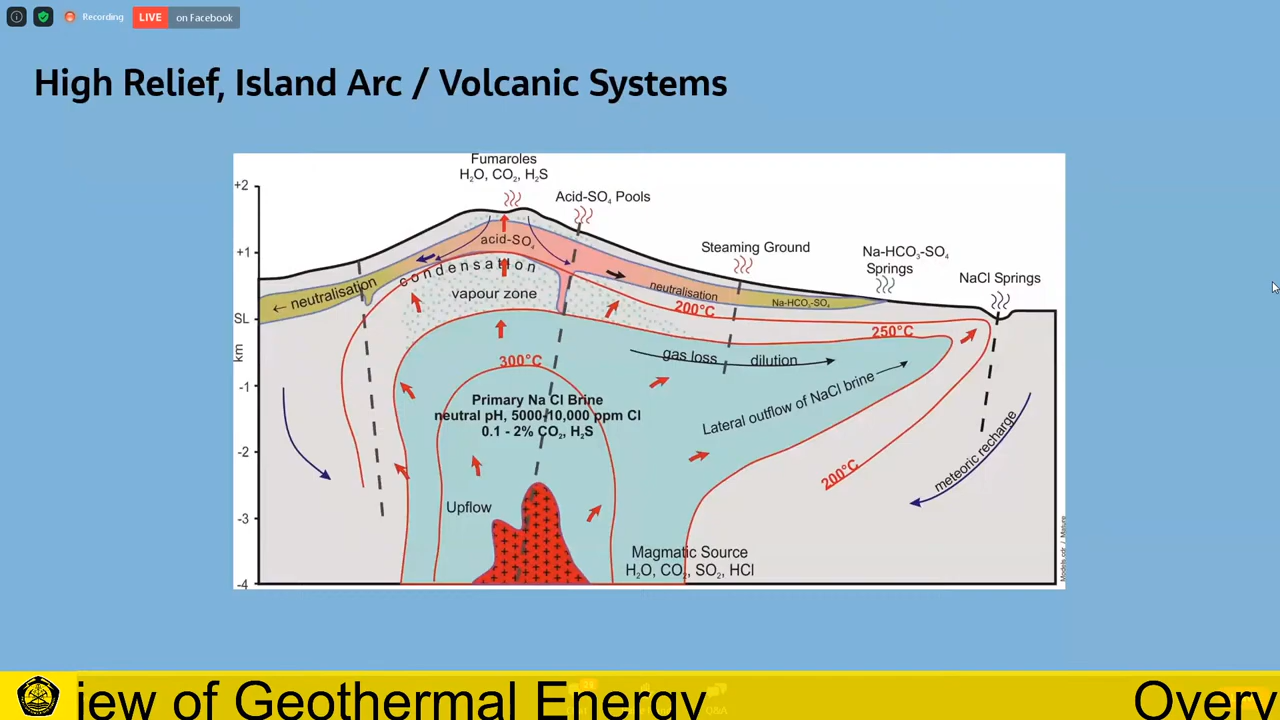 Recording
LIVE on Facebook
High Relief, Island Arc / Volcanic Systems
Fumaroles
H₂O, CO₂, H₂S
Acid-SO₄ Pools
Steaming Ground
Na-HCO₃-SO₄
Springs
NaCl Springs
+2
+1
SL
km
-1
-2
-3
-4
acid-SO₄
condensation
vapour zone
← neutralisation
neutralisation
Na-HCO₃-SO₄
200°C
250°C
300°C
gas loss
dilution
Primary Na Cl Brine
neutral pH, 5000-10,000 ppm Cl
0.1 - 2% CO₂, H₂S
Lateral outflow of NaCl brine
200°C
meteoric recharge
Upflow
Magmatic Source
H₂O, CO₂, SO₂, HCl
iew of Geothermal Energy
Overv